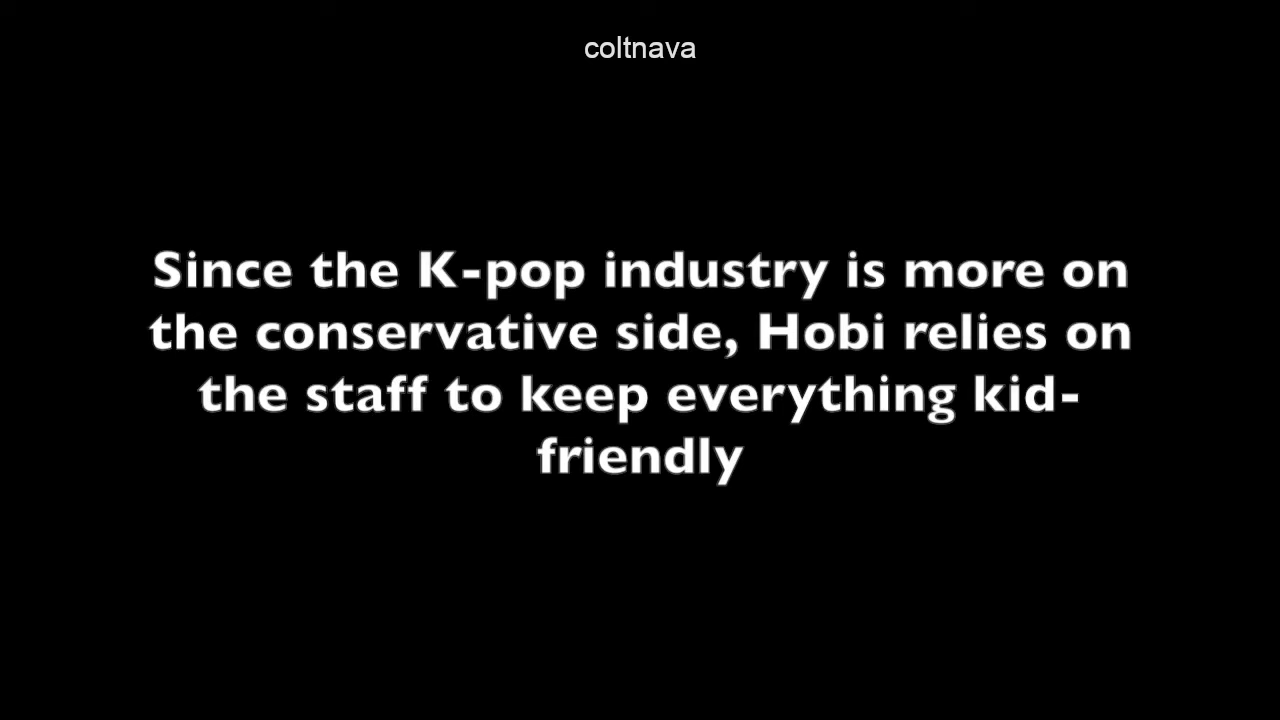 coltnava
Since the K-pop industry is more on
the conservative side, Hobi relies on
the staff to keep everything kid-
friendly